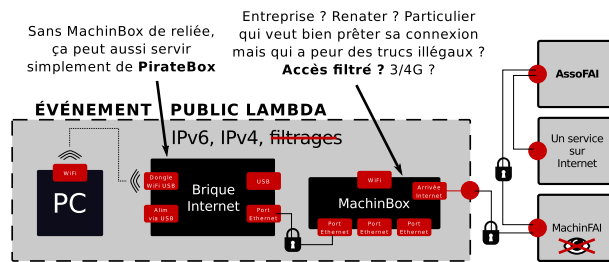 Sans MachinBox de reliée,
ça peut aussi servir
simplement de PirateBox
Entreprise ? Renater ? Particulier
qui veut bien prêter sa connexion
mais qui a peur des trucs illégaux ?
Accès filtré ? 3/4G ?
ÉVÉNEMENT PUBLIC LAMBDA
IPv6, IPv4, filtrages
WiFi
PC
Dongle
WiFi USB
USB
Brique
Internet
Alim
via USB
Port
Ethernet
WiFi
Arrivée
Internet
MachinBox
Port
Ethernet
Port
Ethernet
Port
Ethernet
AssoFAI
Un service
sur
Internet
MachinFAI